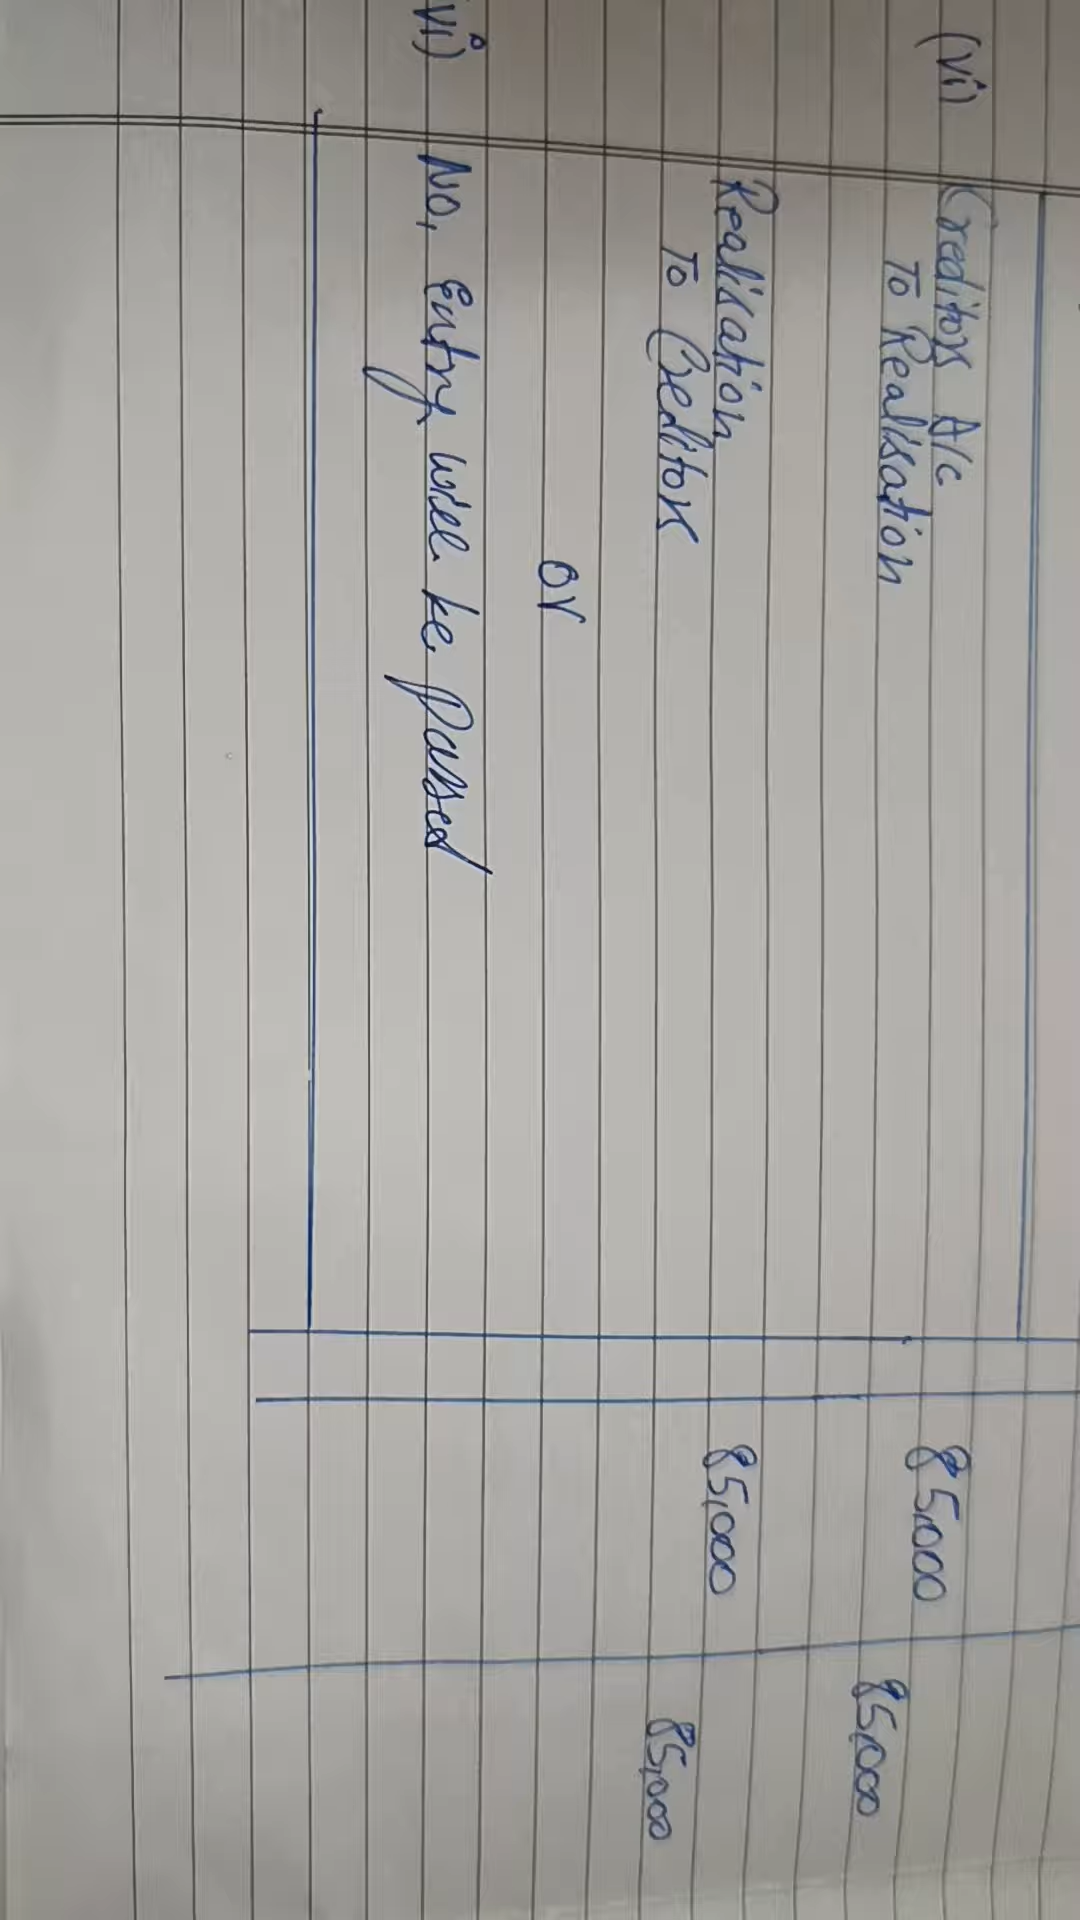 (vi) Creditors A/c 85,000
To Realisation 85,000
Realisation 85,000
To Creditors 85,000
or
vi) No, Entry will be passed